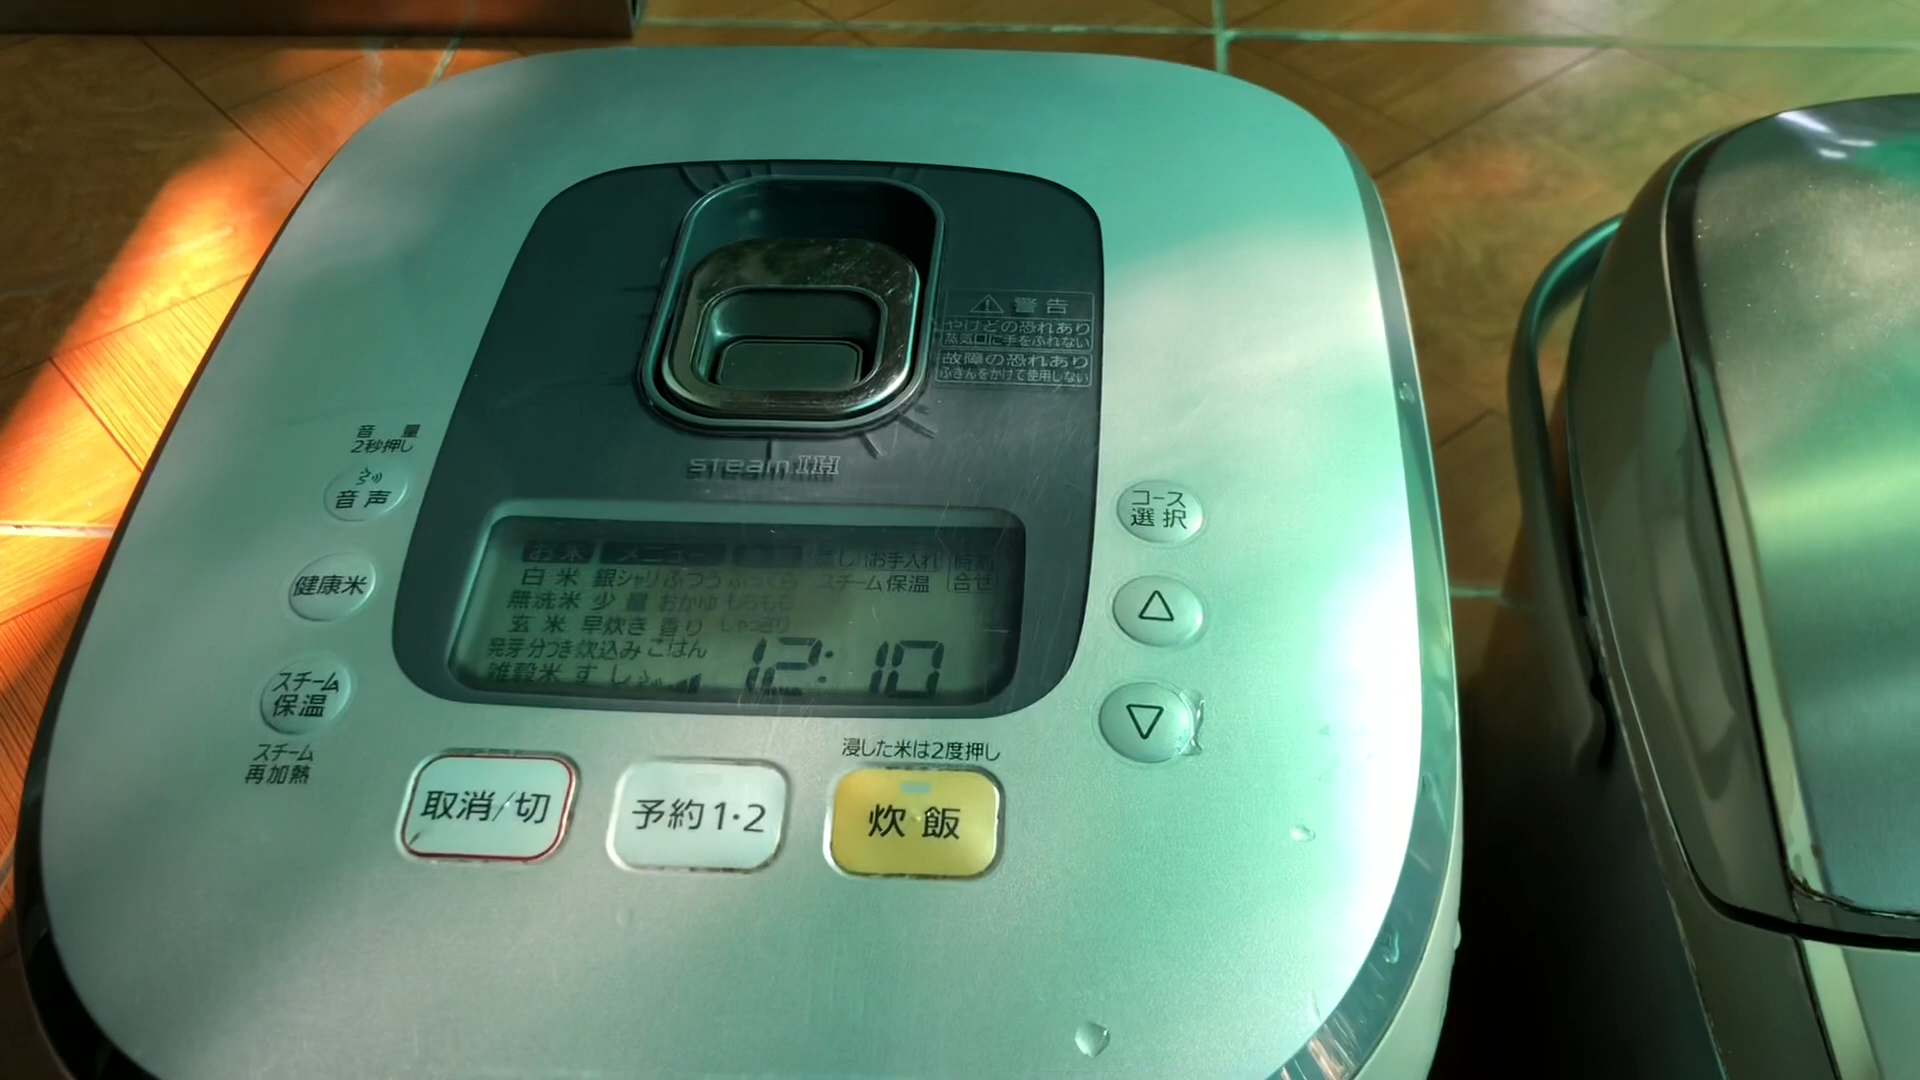 警告
やけどの恐れあり
蒸気口に手をふれない
故障の恐れあり
ふきんをかけて使用しない
steam IH
音量
2秒押し
音声
健康米
スチーム
保温
スチーム
再加熱
コース
選択
△
▽
お米 メニュー お手入れ
白米 銀シャリ ふつう スチーム保温 合せ
無洗米 少量 おかゆ もちもち
玄米 早炊き 香り しゃっきり
発芽分づき 炊込み ごはん
雑穀米 すし
12:10
浸した米は2度押し
取消/切
予約1・2
炊飯